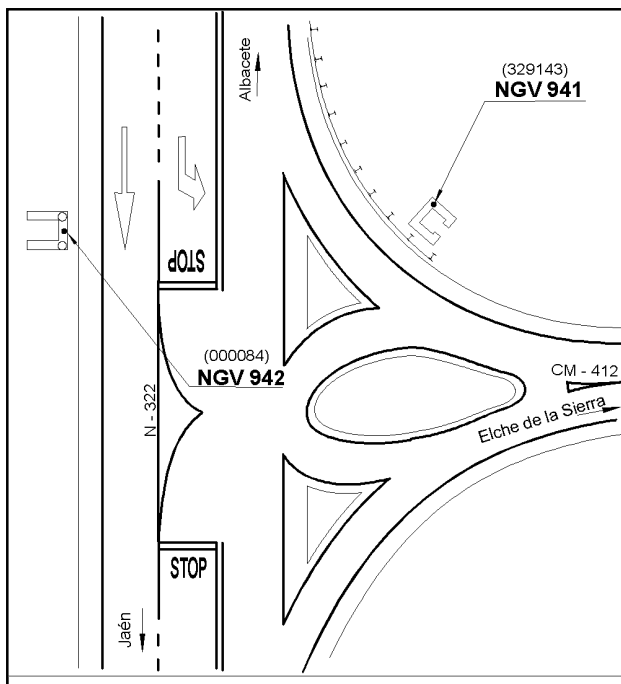 Albacete
(329143)
NGV 941
STOP
(000084)
NGV 942
N - 322
CM - 412
Elche de la Sierra
STOP
Jaén